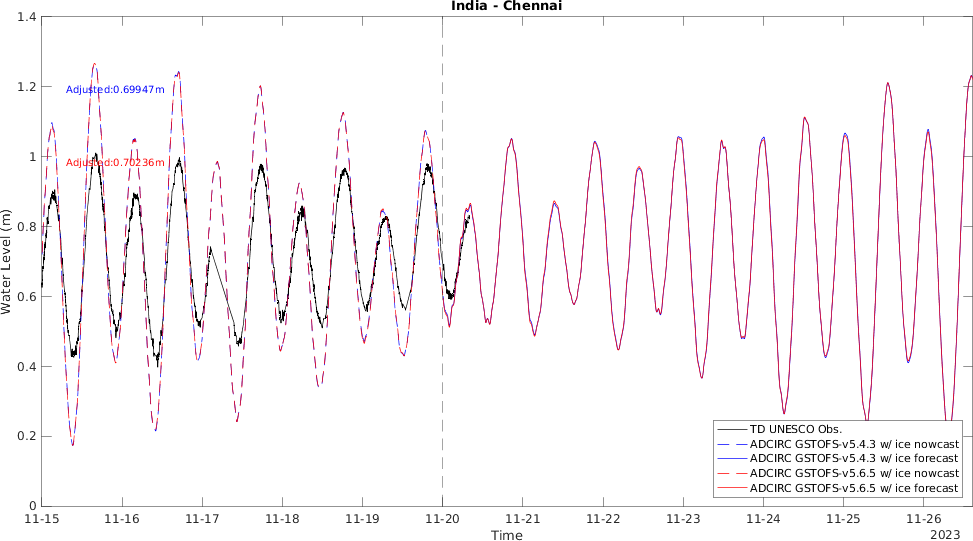 India - Chennai
1.4
1.2
1
0.8
0.6
0.4
0.2
0
Water Level (m)
Adjusted:0.69947m
Adjusted:0.70236m
TD UNESCO Obs.
ADCIRC GSTOFS-v5.4.3 w/ ice nowcast
ADCIRC GSTOFS-v5.4.3 w/ ice forecast
ADCIRC GSTOFS-v5.6.5 w/ ice nowcast
ADCIRC GSTOFS-v5.6.5 w/ ice forecast
11-15 11-16 11-17 11-18 11-19 11-20 11-21 11-22 11-23 11-24 11-25 11-26
Time
2023